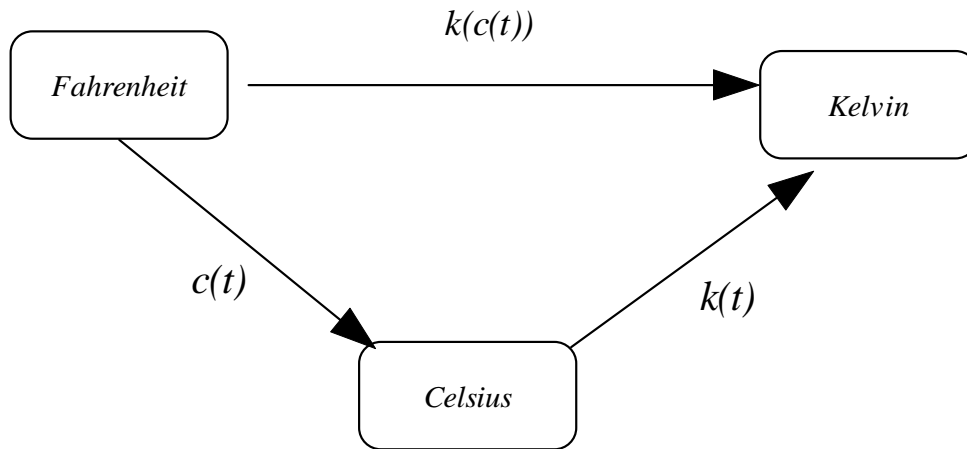 k(c(t))
Fahrenheit
Kelvin
c(t)
k(t)
Celsius